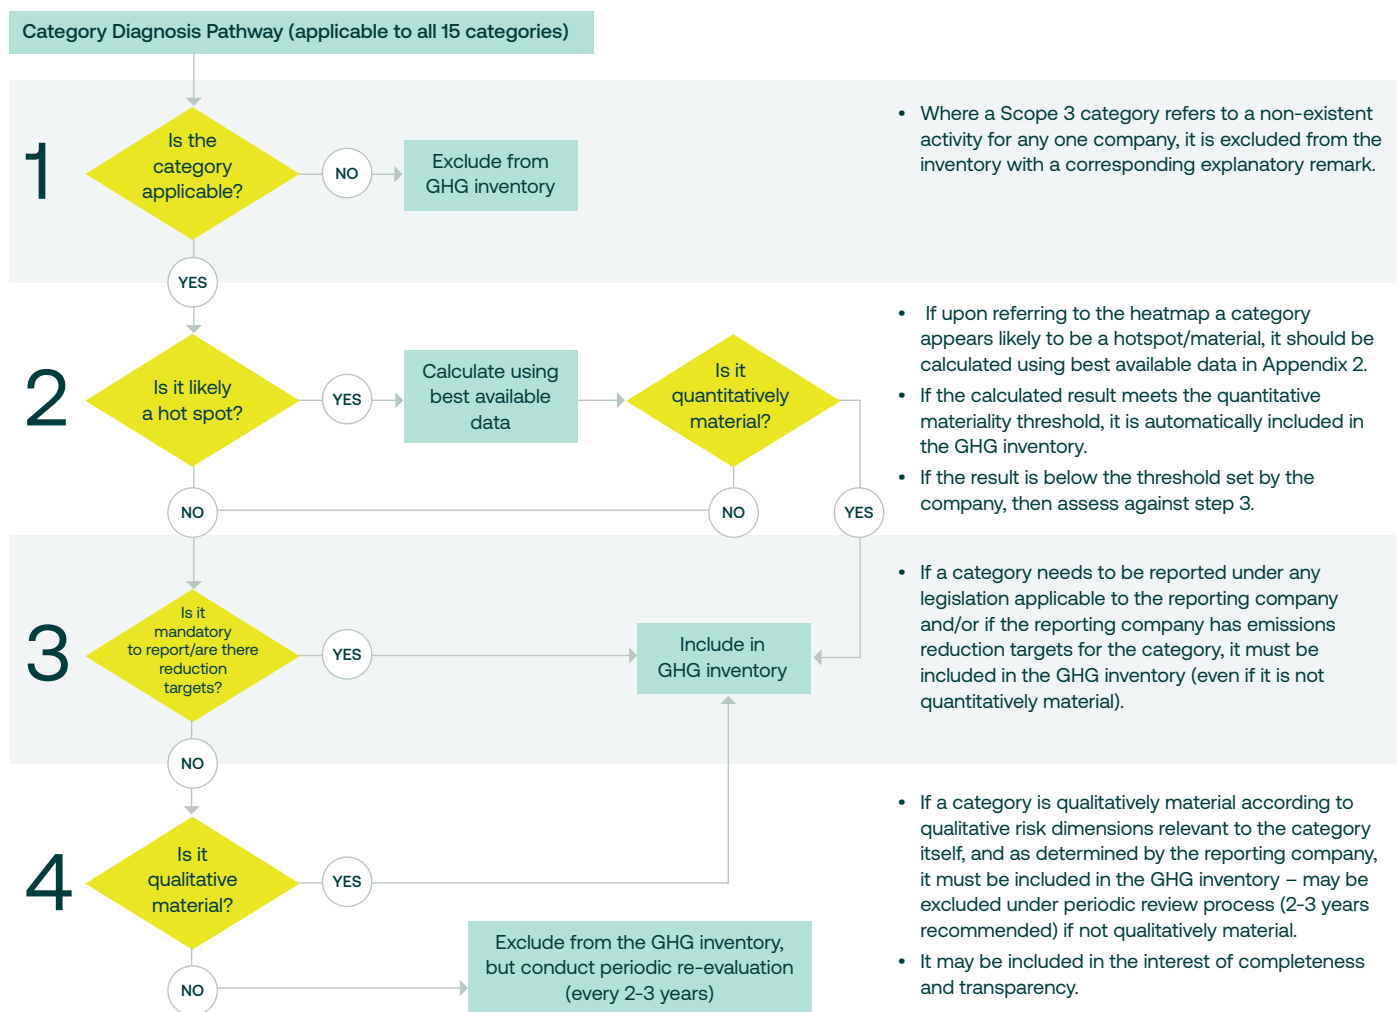 Category Diagnosis Pathway (applicable to all 15 categories)
1
Is the
category
applicable?
NO
Exclude from
GHG inventory
• Where a Scope 3 category refers to a non-existent
activity for any one company, it is excluded from the
inventory with a corresponding explanatory remark.
YES
2
Is it likely
a hot spot?
YES
Calculate using
best available
data
Is it
quantitatively
material?
NO
NO
YES
• If upon referring to the heatmap a category
appears likely to be a hotspot/material, it should be
calculated using best available data in Appendix 2.
• If the calculated result meets the quantitative
materiality threshold, it is automatically included in
the GHG inventory.
• If the result is below the threshold set by the
company, then assess against step 3.
3
Is it
mandatory
to report/are there
reduction
targets?
YES
Include in
GHG inventory
• If a category needs to be reported under any
legislation applicable to the reporting company
and/or if the reporting company has emissions
reduction targets for the category, it must be
included in the GHG inventory (even if it is not
quantitatively material).
NO
4
Is it
qualitative
material?
YES
NO
Exclude from the GHG inventory,
but conduct periodic re-evaluation
(every 2-3 years)
• If a category is qualitatively material according to
qualitative risk dimensions relevant to the category
itself, and as determined by the reporting company,
it must be included in the GHG inventory – may be
excluded under periodic review process (2-3 years
recommended) if not qualitatively material.
• It may be included in the interest of completeness
and transparency.